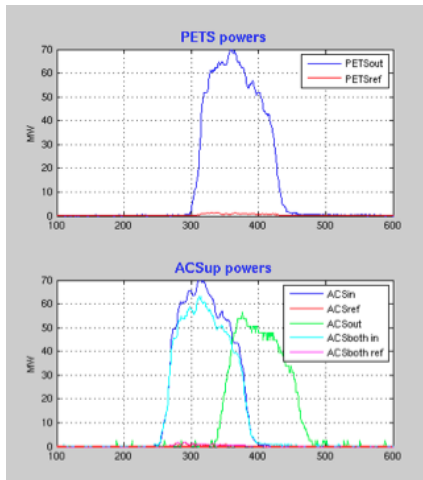 PETS powers
70
60
50
40
30
20
10
0
MW
PETSout
PETSref
100 200 300 400 500 600
ACSup powers
70
60
50
40
30
20
10
0
MW
ACSin
ACSref
ACSout
ACSboth in
ACSboth ref
100 200 300 400 500 600